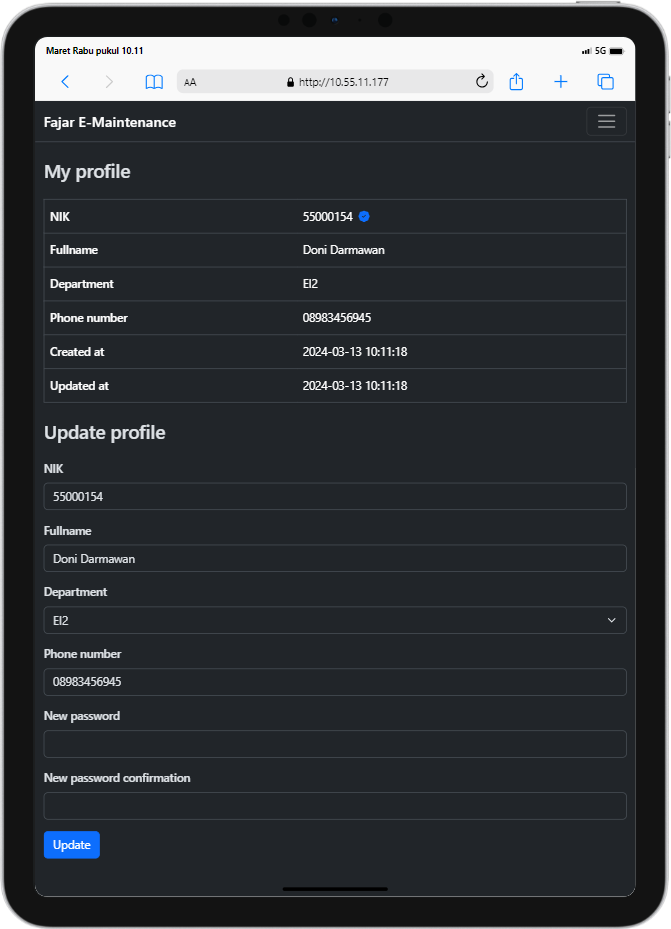 Maret Rabu pukul 10.11
5G
AA
http://10.55.11.177
Fajar E-Maintenance
My profile
NIK 55000154
Fullname Doni Darmawan
Department EI2
Phone number 08983456945
Created at 2024-03-13 10:11:18
Updated at 2024-03-13 10:11:18
Update profile
NIK
55000154
Fullname
Doni Darmawan
Department
EI2
Phone number
08983456945
New password
New password confirmation
Update